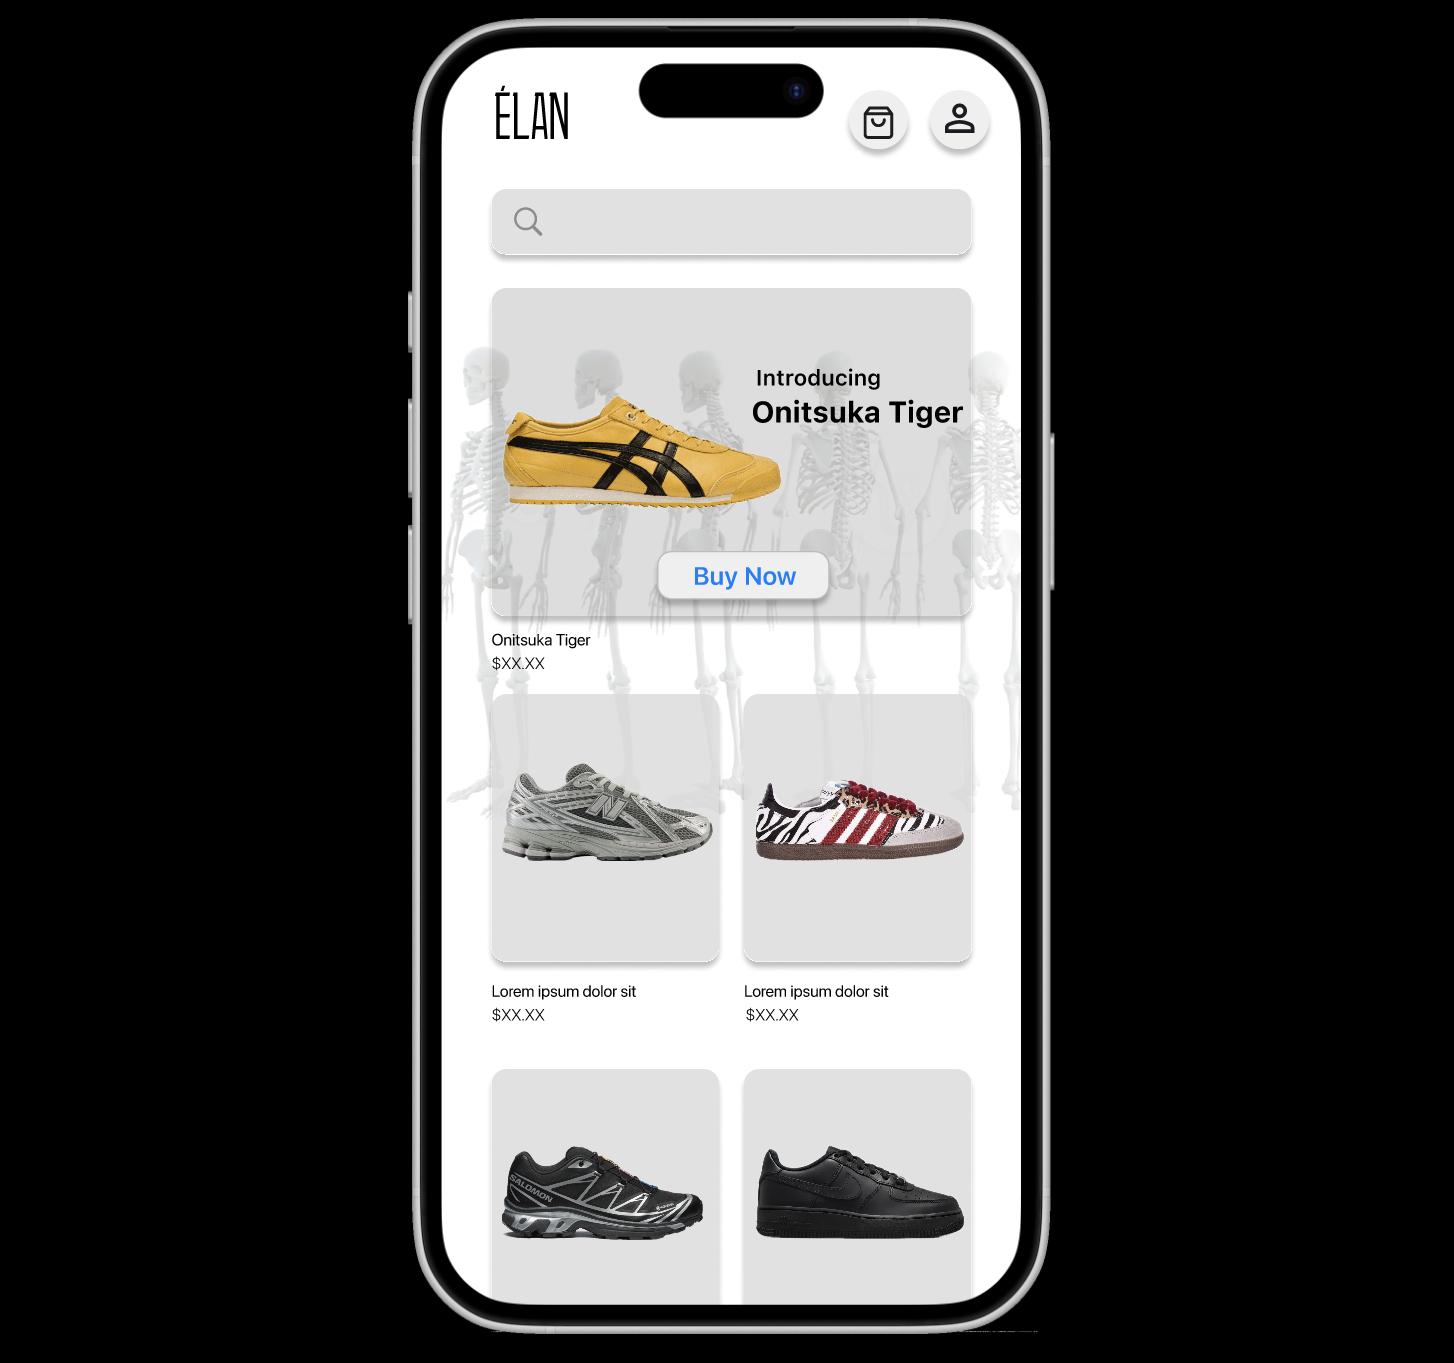 ÉLAN
Introducing
Onitsuka Tiger
Buy Now
Onitsuka Tiger
$XX.XX
N
Lorem ipsum dolor sit
$XX.XX
Lorem ipsum dolor sit
$XX.XX
SALOMON